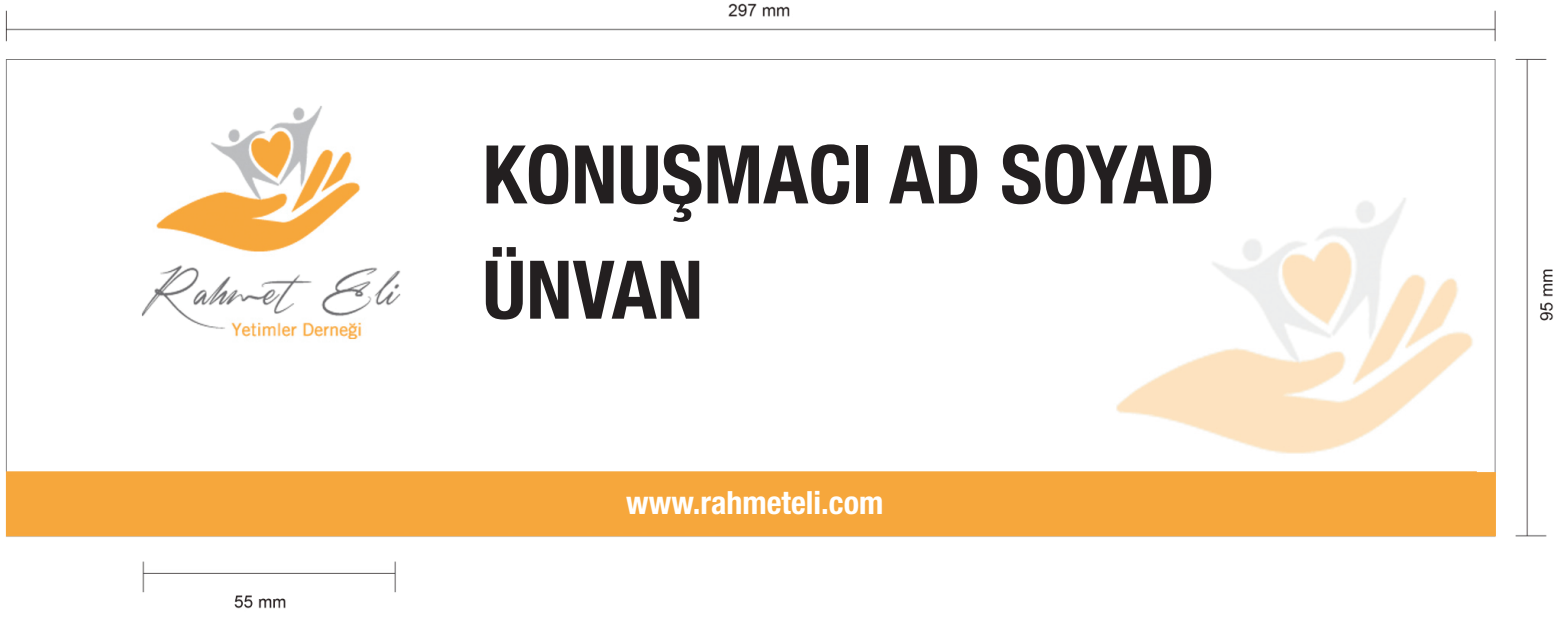 297 mm
KONUŞMACI AD SOYAD
ÜNVAN
Rahmet Eli
Yetimler Derneği
95 mm
www.rahmeteli.com
55 mm